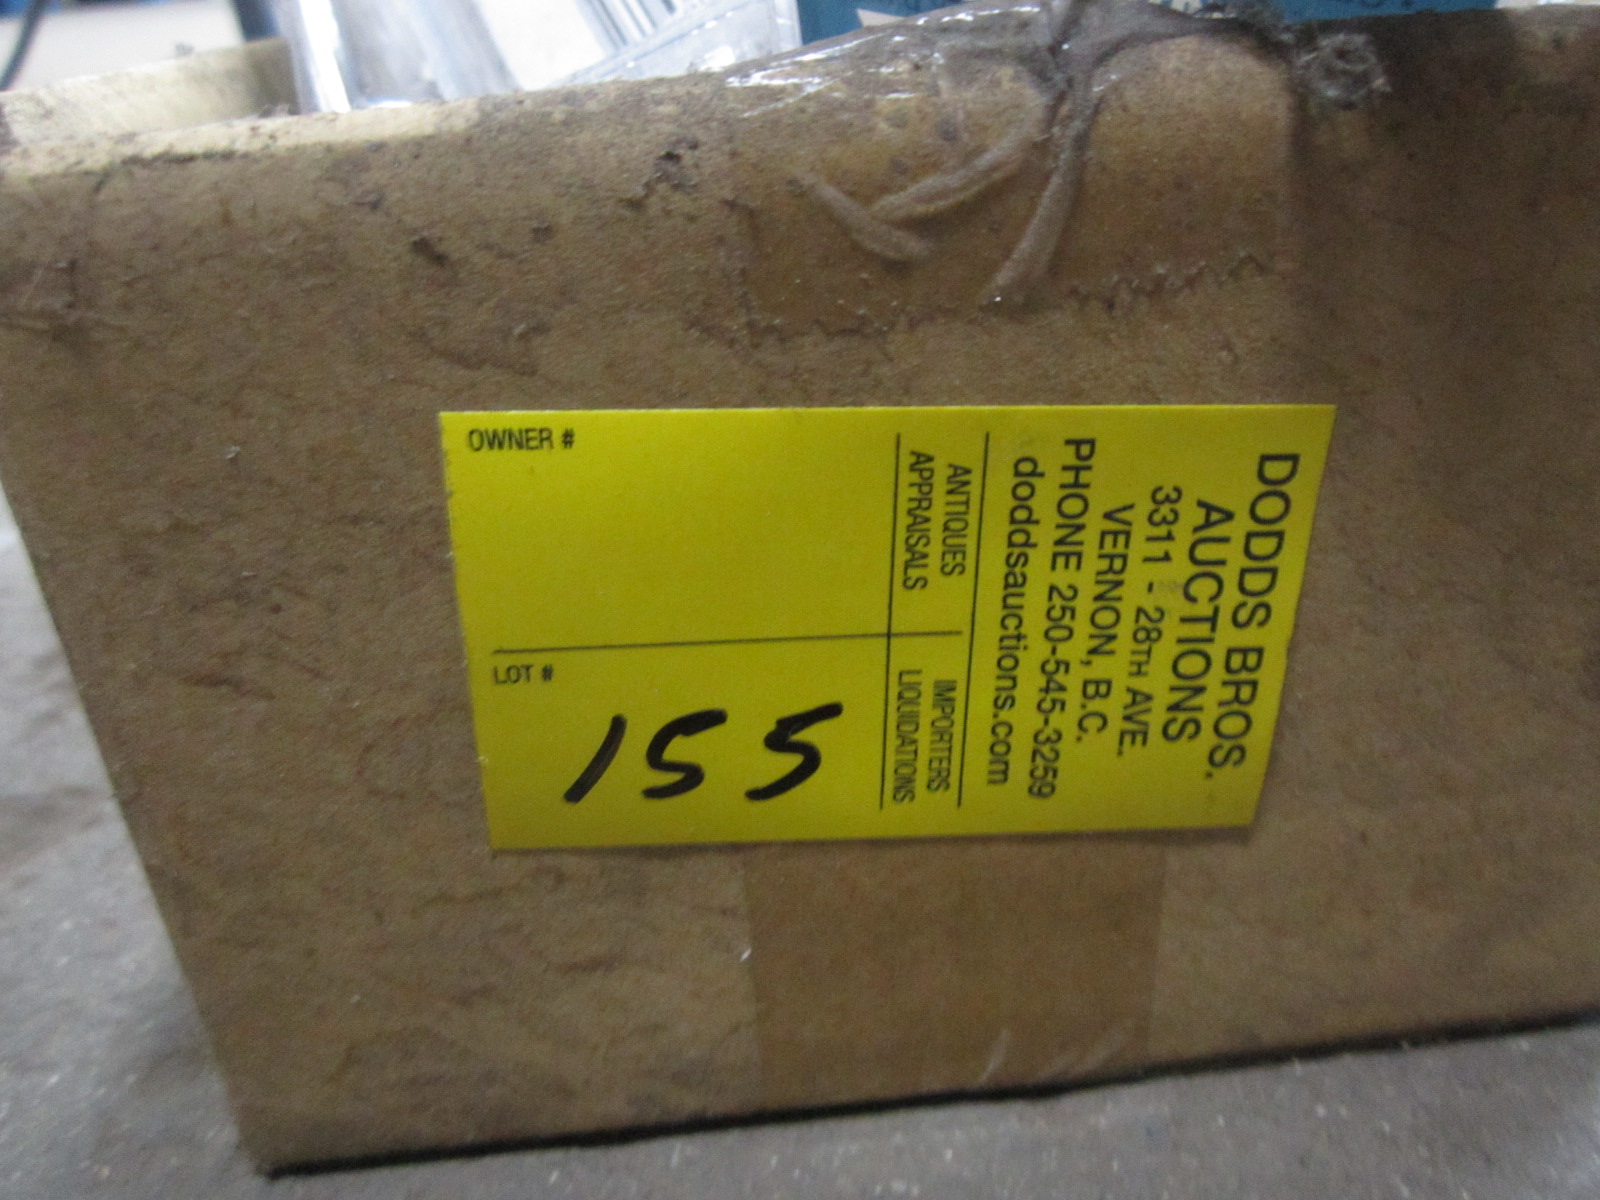 DODDS BROS.
AUCTIONS
3311 - 28TH AVE.
VERNON, B.C.
PHONE 250-545-3259
doddsauctions.com
ANTIQUES IMPORTERS
APPRAISALS LIQUIDATIONS
OWNER #
LOT #
155